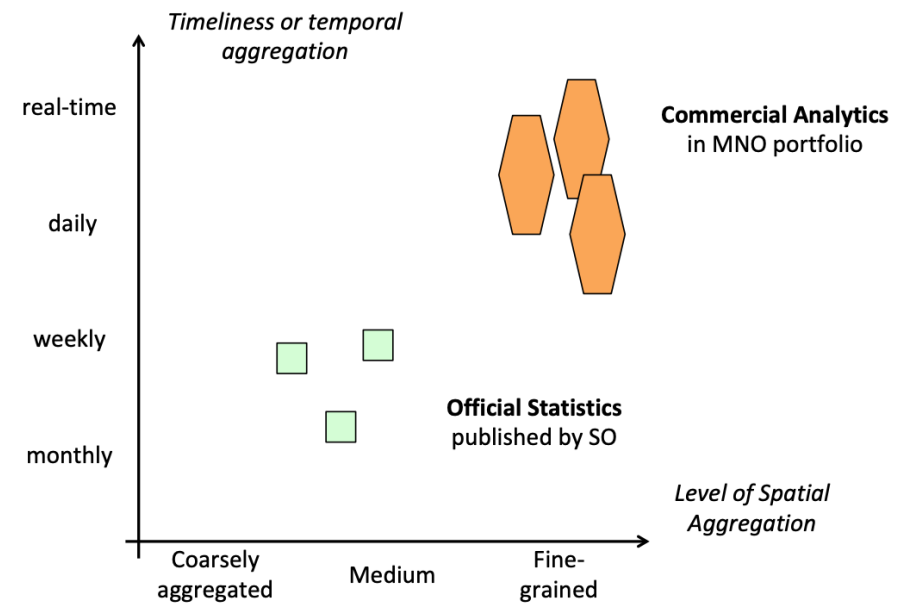 Timeliness or temporal
aggregation
real-time
Commercial Analytics
in MNO portfolio
daily
weekly
Official Statistics
published by SO
monthly
Level of Spatial
Aggregation
Coarsely
aggregated
Medium
Fine-
grained